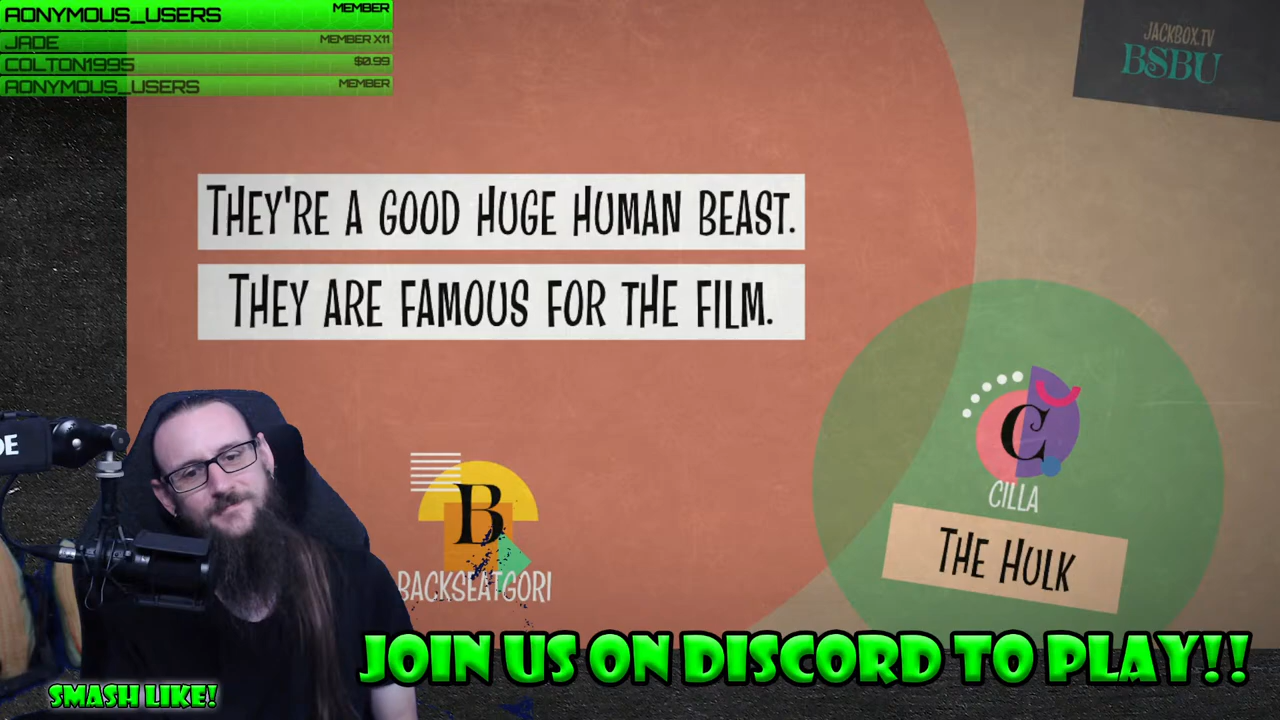 AONYMOUS_USERS MEMBER
JADE MEMBER X11
COLTON1995 $0.99
AONYMOUS_USERS MEMBER
JACKBOX.TV
BSBU
THEY'RE A GOOD HUGE HUMAN BEAST.
THEY ARE FAMOUS FOR THE FILM.
C
CILLA
THE HULK
B
BACKSEATGORI
DE
JOIN US ON DISCORD TO PLAY!!
SMASH LIKE!